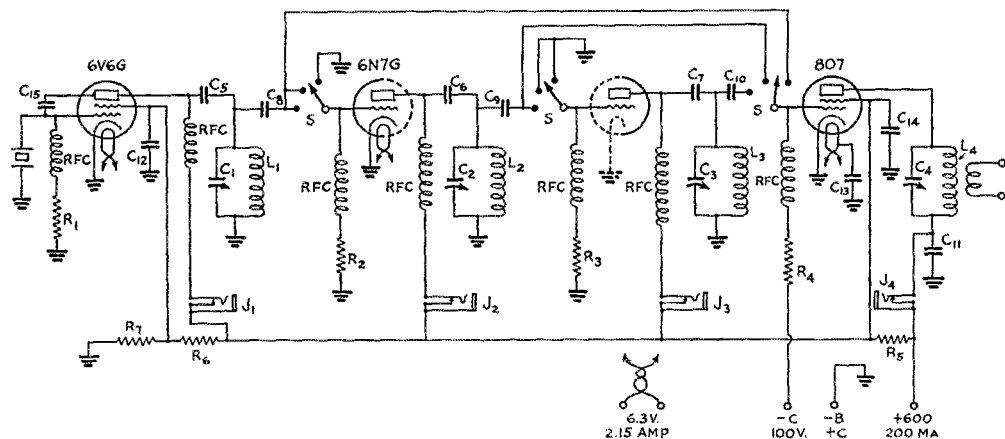 6V6G
6N7G
807
C15
C5
C8
C6
C9
C7
C10
C14
RFC
C12
RFC
C1
L1
S
RFC
RFC
C2
L2
S
RFC
RFC
C3
L3
S
RFC
C13
C4
L4
C11
R1
R2
R3
R4
J1
J2
J3
J4
R7
R6
R5
6.3V.
2.15 AMP
-C
100V.
-B
+C
+600
200 MA